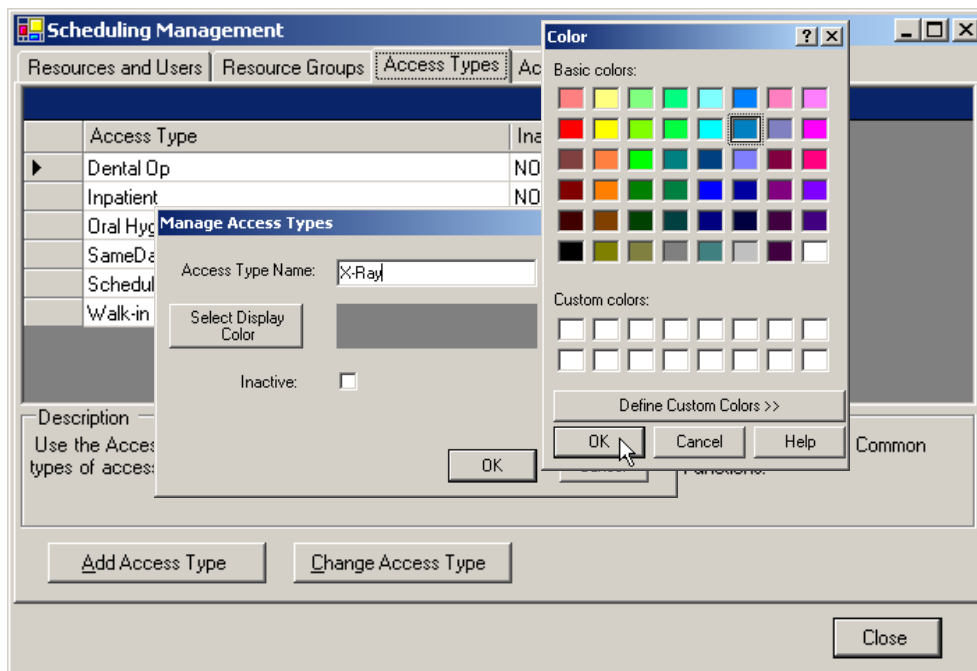 Scheduling Management
Resources and Users
Resource Groups
Access Types
Ac
Access Type
Ina
Dental Op
NO
Inpatient
NO
Oral Hyg
SameDa
Schedul
Walk-in
Manage Access Types
Access Type Name:
X-Ray
Select Display
Color
Inactive:
OK
Color
Basic colors:
Custom colors:
Define Custom Colors >>
OK
Cancel
Help
Description
Use the Acces
Common
types of access
Functions.
Add Access Type
Change Access Type
Close